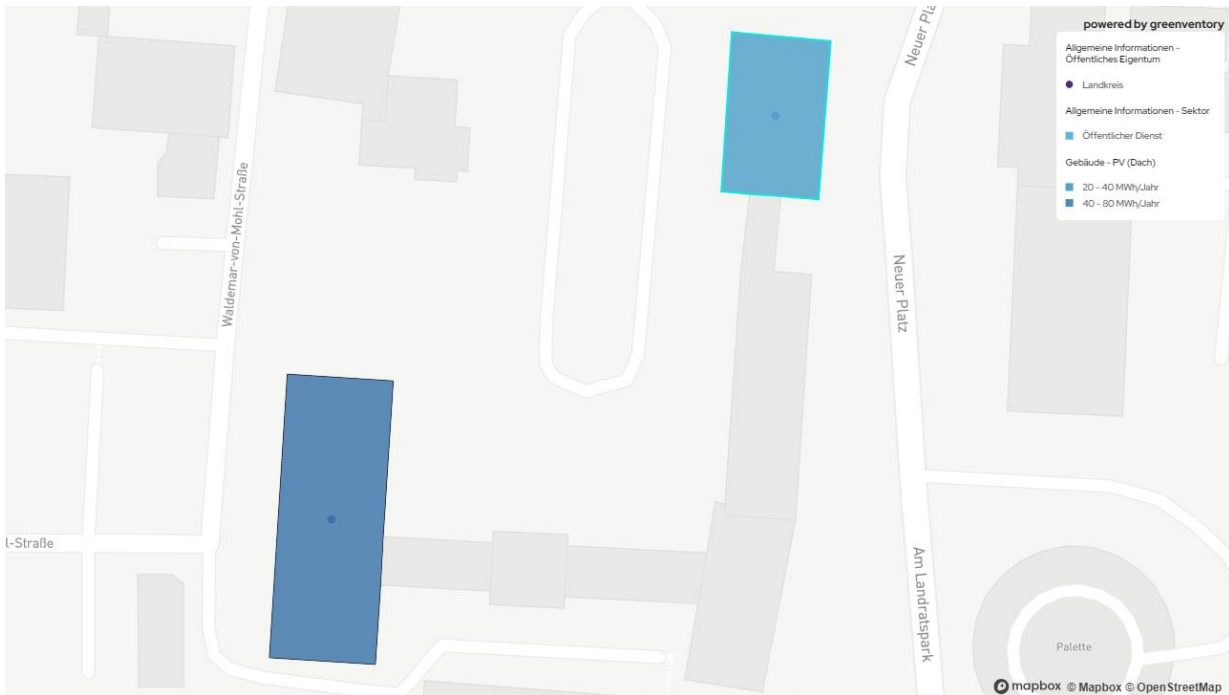 Neuer Pla
powered by greenventory
Allgemeine Informationen -
Öffentliches Eigentum
Landkreis
Allgemeine Informationen - Sektor
Öffentlicher Dienst
Gebäude - PV (Dach)
20 - 40 MWh/Jahr
40 - 80 MWh/Jahr
Neuer Pla
Waldemar-von-Mohl-Straße
Neuer Platz
l-Straße
Am Landratspark
Palette
mapbox © Mapbox © OpenStreetMap